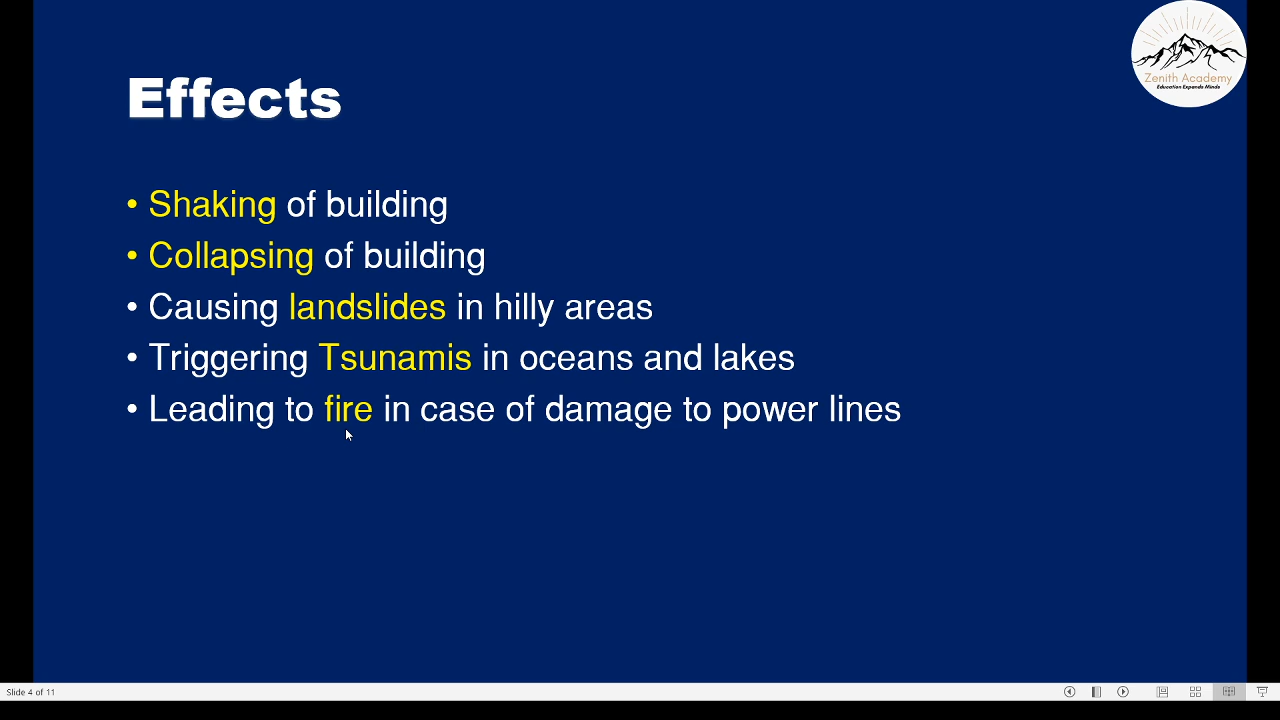 Zenith Academy
Education Expands Minds
Effects
• Shaking of building
• Collapsing of building
• Causing landslides in hilly areas
• Triggering Tsunamis in oceans and lakes
• Leading to fire in case of damage to power lines
Slide 4 of 11